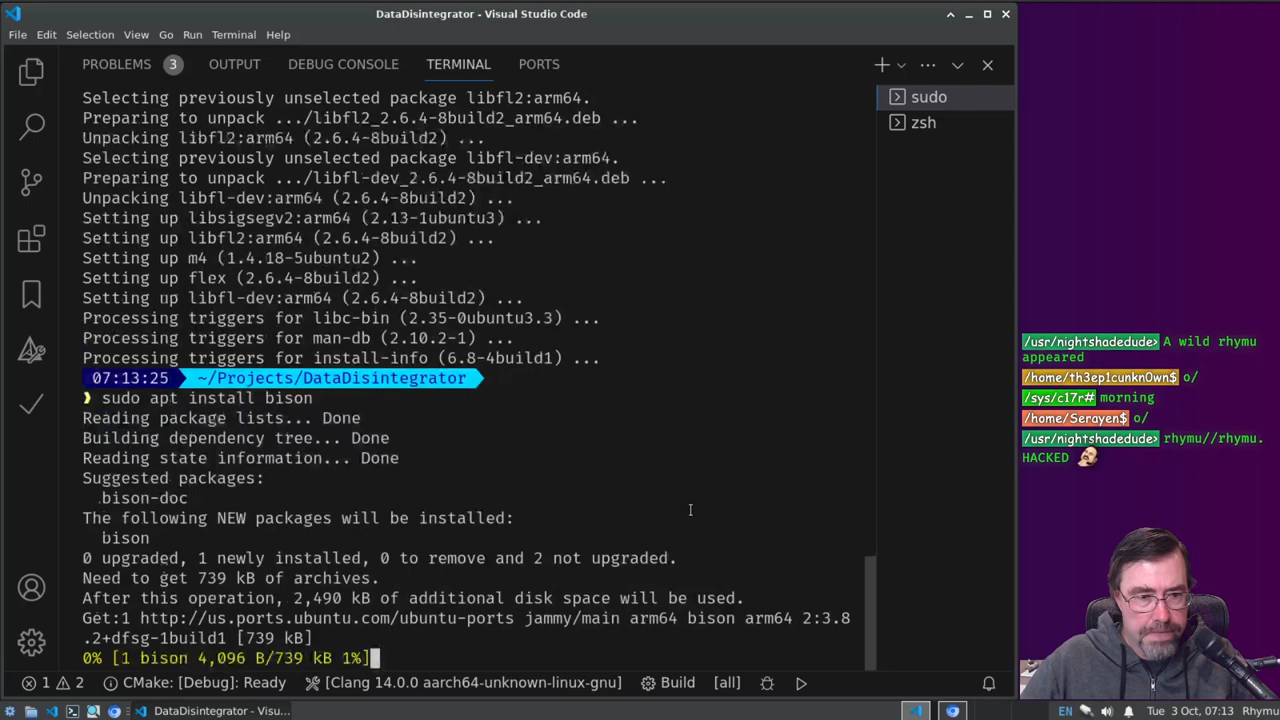 DataDisintegrator - Visual Studio Code
File Edit Selection View Go Run Terminal Help
PROBLEMS 3 OUTPUT DEBUG CONSOLE TERMINAL PORTS
Selecting previously unselected package libfl2:arm64.
Preparing to unpack .../libfl2_2.6.4-8build2_arm64.deb ...
Unpacking libfl2:arm64 (2.6.4-8build2) ...
Selecting previously unselected package libfl-dev:arm64.
Preparing to unpack .../libfl-dev_2.6.4-8build2_arm64.deb ...
Unpacking libfl-dev:arm64 (2.6.4-8build2) ...
Setting up libsigsegv2:arm64 (2.13-1ubuntu3) ...
Setting up libfl2:arm64 (2.6.4-8build2) ...
Setting up m4 (1.4.18-5ubuntu2) ...
Setting up flex (2.6.4-8build2) ...
Setting up libfl-dev:arm64 (2.6.4-8build2) ...
Processing triggers for libc-bin (2.35-0ubuntu3.3) ...
Processing triggers for man-db (2.10.2-1) ...
Processing triggers for install-info (6.8-4build1) ...
07:13:25 ~/Projects/DataDisintegrator
❯ sudo apt install bison
Reading package lists... Done
Building dependency tree... Done
Reading state information... Done
Suggested packages:
bison-doc
The following NEW packages will be installed:
bison
0 upgraded, 1 newly installed, 0 to remove and 2 not upgraded.
Need to get 739 kB of archives.
After this operation, 2,490 kB of additional disk space will be used.
Get:1 http://us.ports.ubuntu.com/ubuntu-ports jammy/main arm64 bison arm64 2:3.8
.2+dfsg-1build1 [739 kB]
0% [1 bison 4,096 B/739 kB 1%]
sudo
zsh
/usr/nightshadedude> A wild rhymu
appeared
/home/th3ep1cunkn0wn$ o/
/sys/c17r# morning
/home/Serayen$ o/
/usr/nightshadedude> rhymu//rhymu.
HACKED
1 2 CMake: [Debug]: Ready [Clang 14.0.0 aarch64-unknown-linux-gnu] Build [all]
DataDisintegrator - Visu... EN Tue 3 Oct, 07:13 Rhymu